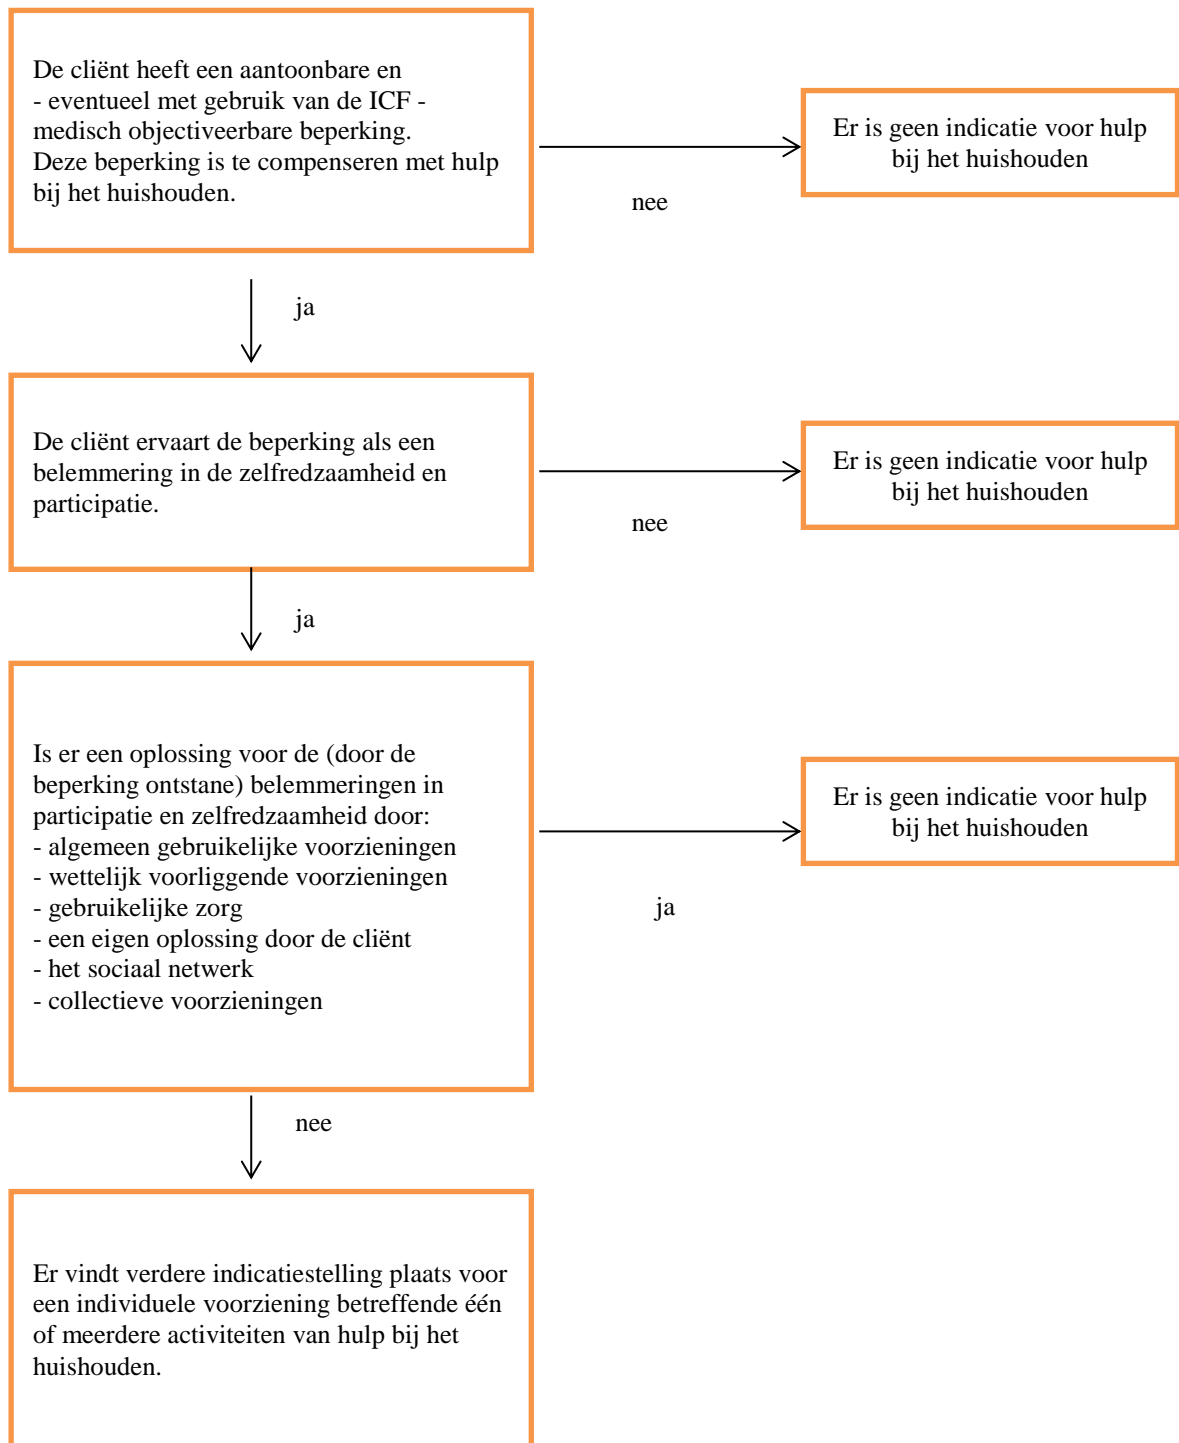 De cliënt heeft een aantoonbare en
- eventueel met gebruik van de ICF -
medisch objectiveerbare beperking.
Deze beperking is te compenseren met hulp
bij het huishouden.
Er is geen indicatie voor hulp
bij het huishouden
nee
ja
De cliënt ervaart de beperking als een
belemmering in de zelfredzaamheid en
participatie.
Er is geen indicatie voor hulp
bij het huishouden
nee
ja
Is er een oplossing voor de (door de
beperking ontstane) belemmeringen in
participatie en zelfredzaamheid door:
- algemeen gebruikelijke voorzieningen
- wettelijk voorliggende voorzieningen
- gebruikelijke zorg
- een eigen oplossing door de cliënt
- het sociaal netwerk
- collectieve voorzieningen
Er is geen indicatie voor hulp
bij het huishouden
ja
nee
Er vindt verdere indicatiestelling plaats voor
een individuele voorziening betreffende één
of meerdere activiteiten van hulp bij het
huishouden.